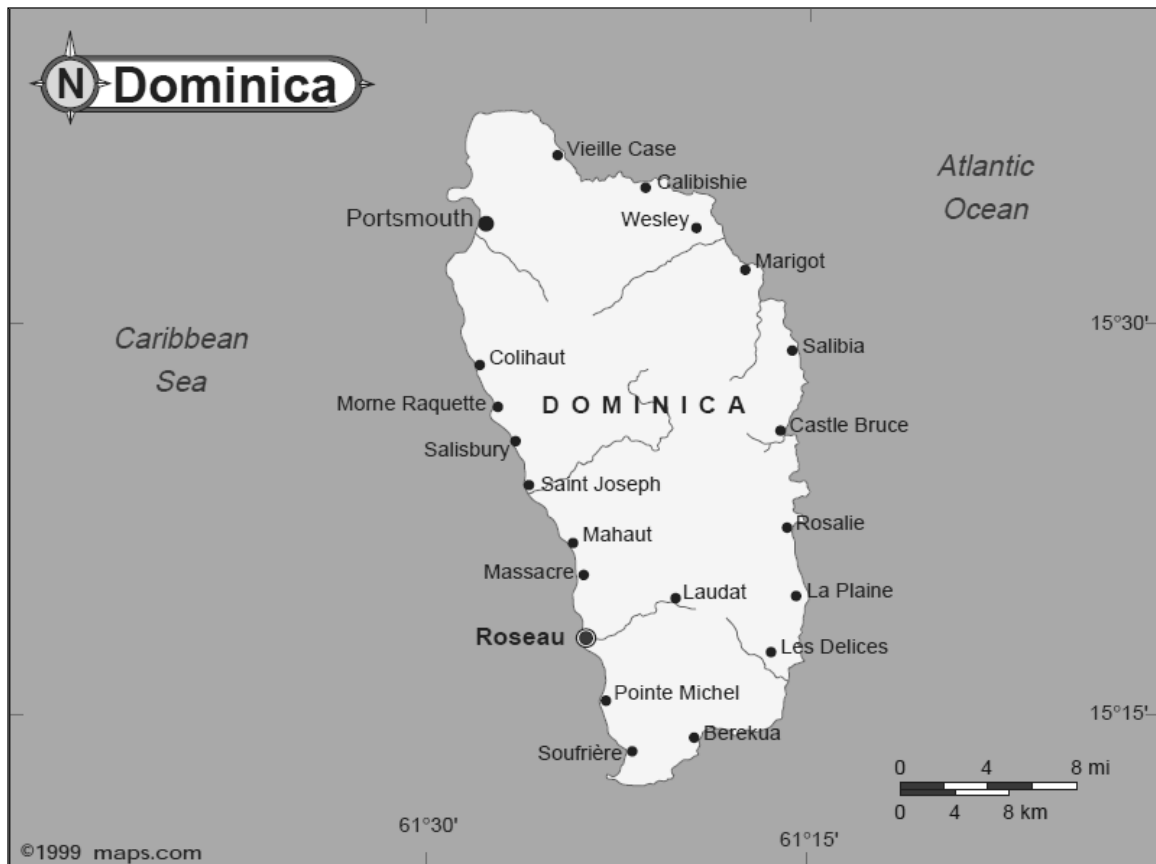 N Dominica
Vieille Case
Atlantic
Ocean
Calibishie
Portsmouth
Wesley
Marigot
15°30'
Caribbean
Sea
Salibia
Colihaut
Morne Raquette
DOMINICA
Castle Bruce
Salisbury
Saint Joseph
Rosalie
Mahaut
Massacre
Laudat
La Plaine
Roseau
Les Delices
Pointe Michel
15°15'
Berekua
Soufrière
0 4 8 mi
0 4 8 km
61°30'
61°15'
©1999 maps.com